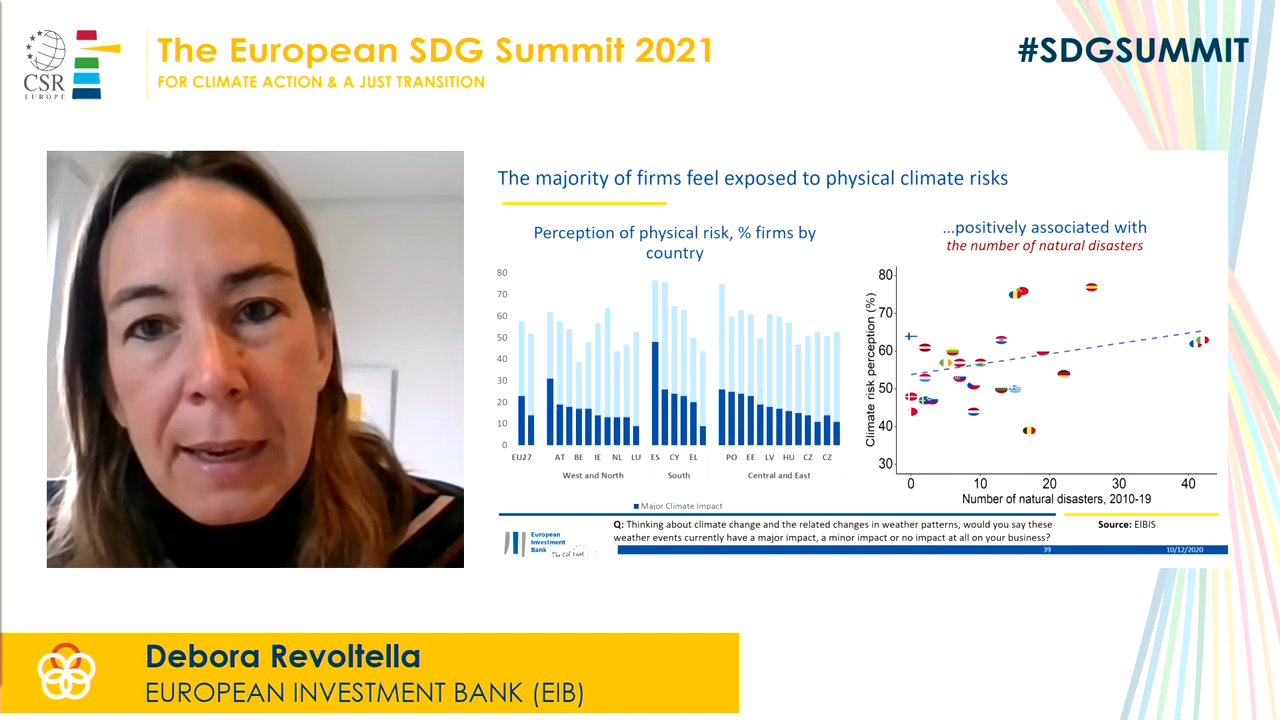 CSR
EUROPE
The European SDG Summit 2021
FOR CLIMATE ACTION & A JUST TRANSITION
#SDGSUMMIT
The majority of firms feel exposed to physical climate risks
Perception of physical risk, % firms by
country
80
70
60
50
40
30
20
10
0
EU27 AT BE IE NL LU ES CY EL PO EE LV HU CZ CZ
West and North South Central and East
Major Climate Impact
...positively associated with
the number of natural disasters
Climate risk perception (%)
80
70
60
50
40
30
0 10 20 30 40
Number of natural disasters, 2010-19
Q: Thinking about climate change and the related changes in weather patterns, would you say these
weather events currently have a major impact, a minor impact or no impact at all on your business?
Source: EIBIS
European
Investment
Bank
The EU bank
39 10/12/2020
Debora Revoltella
EUROPEAN INVESTMENT BANK (EIB)